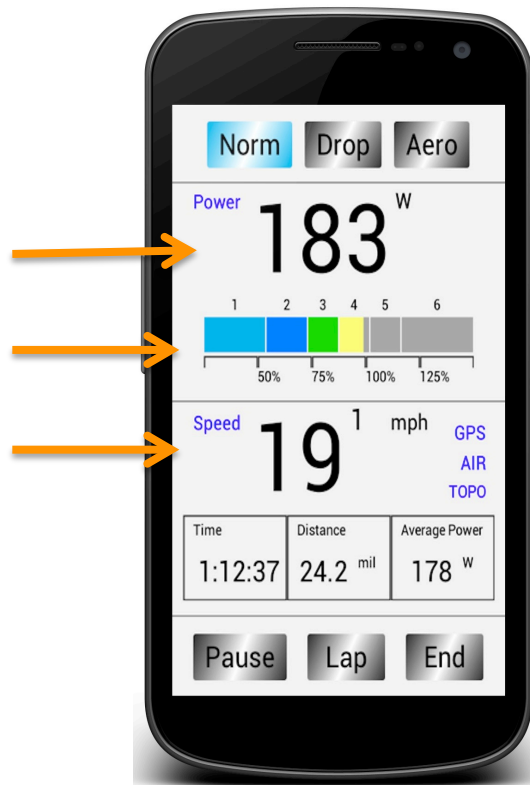 Norm Drop Aero
Power 183 W
1 2 3 4 5 6
50% 75% 100% 125%
Speed 19 1 mph
GPS
AIR
TOPO
Time Distance Average Power
1:12:37 24.2 mil 178 W
Pause Lap End